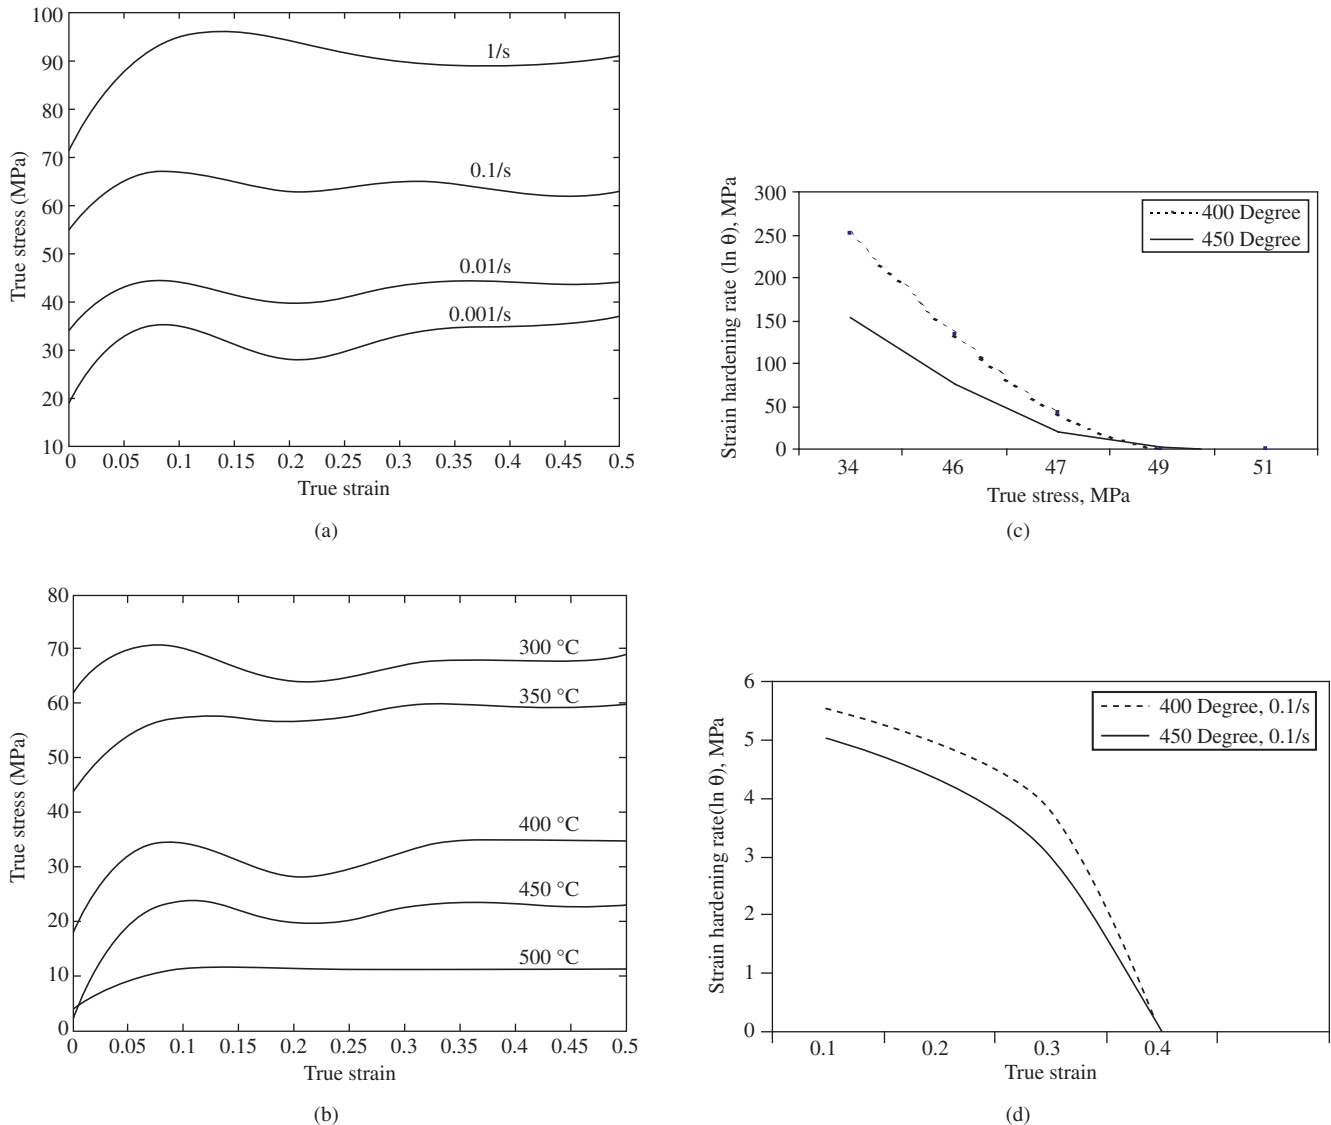 100
90
80
70
60
50
40
30
20
10
True stress (MPa)
1/s
0.1/s
0.01/s
0.001/s
0 0.05 0.1 0.15 0.2 0.25 0.3 0.35 0.4 0.45 0.5
True strain
(a)
300
250
200
150
100
50
0
Strain hardening rate (ln θ), MPa
400 Degree
450 Degree
34 46 47 49 51
True stress, MPa
(c)
80
70
60
50
40
30
20
10
0
True stress (MPa)
300 °C
350 °C
400 °C
450 °C
500 °C
0 0.05 0.1 0.15 0.2 0.25 0.3 0.35 0.4 0.45 0.5
True strain
(b)
6
5
4
3
2
1
0
Strain hardening rate(ln θ), MPa
400 Degree, 0.1/s
450 Degree, 0.1/s
0.1 0.2 0.3 0.4
True strain
(d)